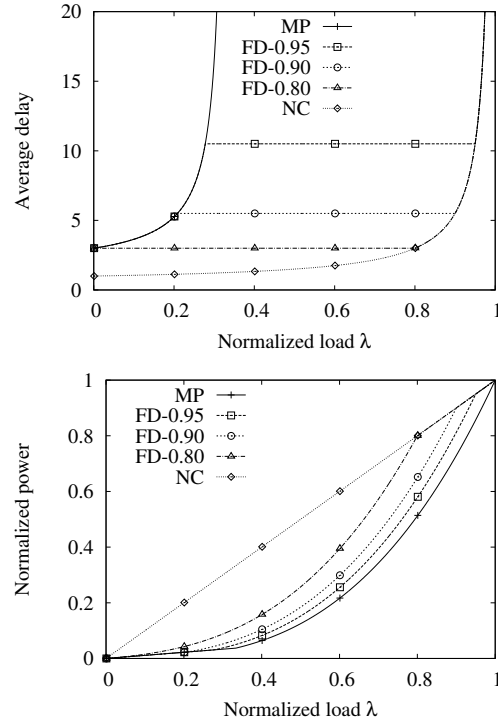 20
15
10
5
0
Average delay
MP
FD-0.95
FD-0.90
FD-0.80
NC
0 0.2 0.4 0.6 0.8 1
Normalized load λ
1
0.8
0.6
0.4
0.2
0
Normalized power
MP
FD-0.95
FD-0.90
FD-0.80
NC
0 0.2 0.4 0.6 0.8 1
Normalized load λ